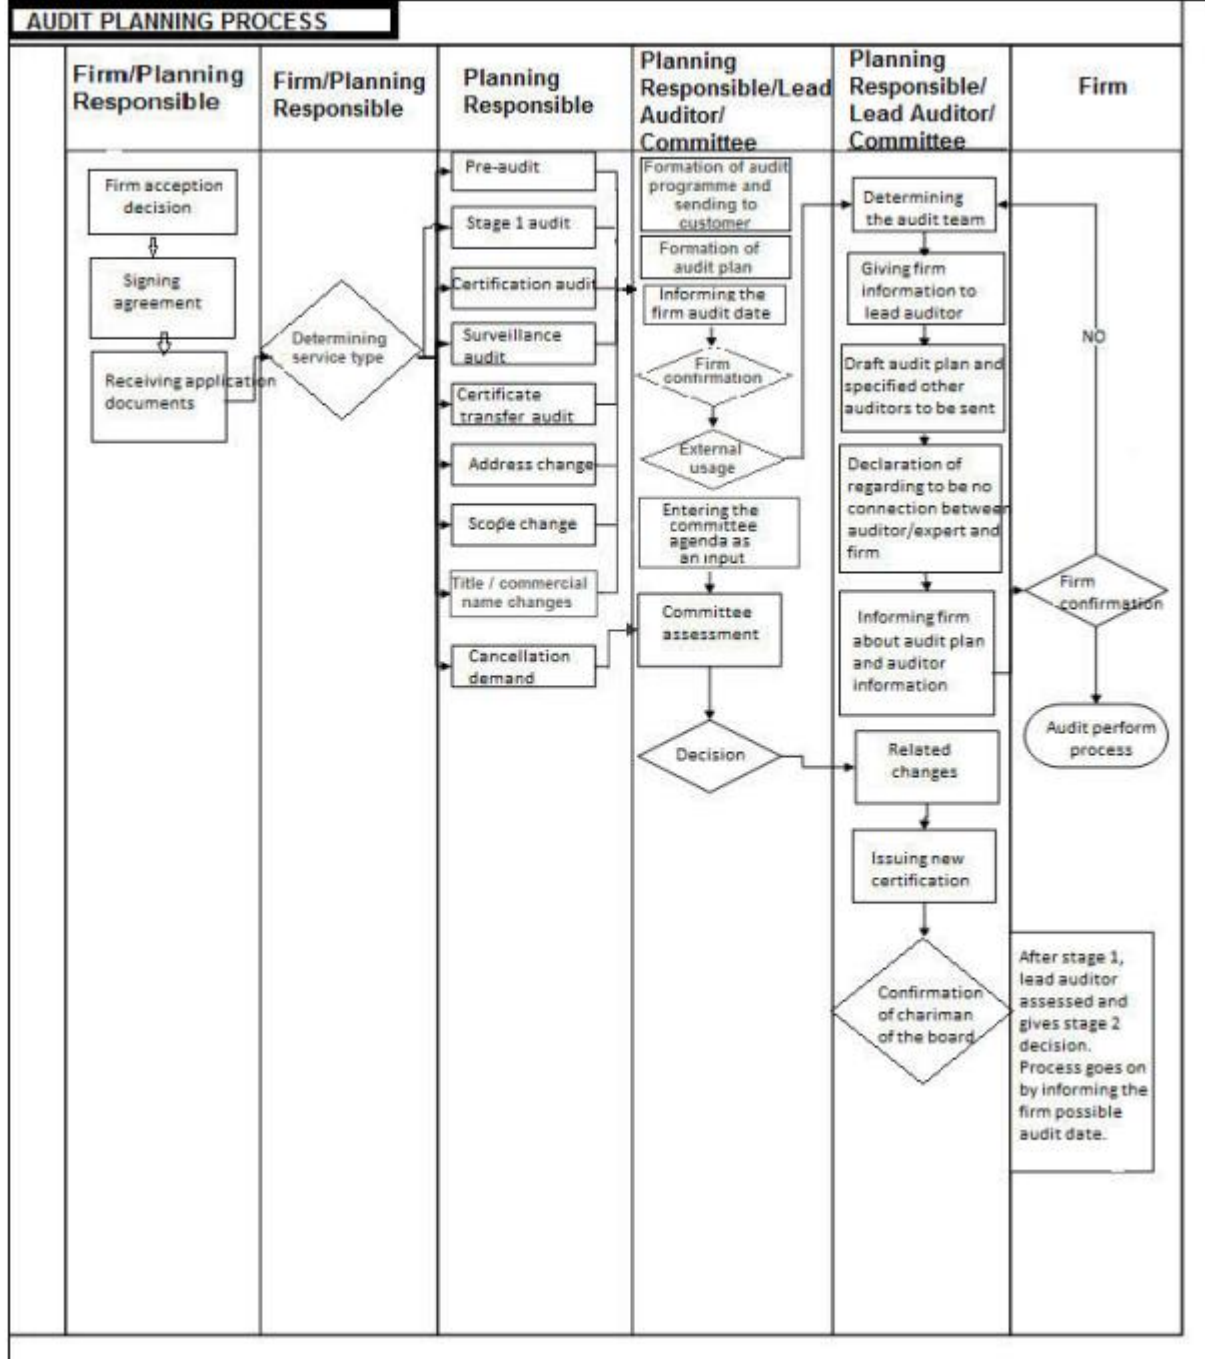 AUDIT PLANNING PROCESS
Firm/Planning
Responsible
Firm/Planning
Responsible
Planning
Responsible
Planning
Responsible/Lead
Auditor/
Committee
Planning
Responsible/
Lead Auditor/
Committee
Firm
Firm acception
decision
Signing
agreement
Receiving application
documents
Determining
service type
Pre-audit
Stage 1 audit
Certification audit
Surveillance
audit
Certificate
transfer audit
Address change
Scope change
Title / commercial
name changes
Cancellation
demand
Formation of audit
programme and
sending to
customer
Formation of
audit plan
Informing the
firm audit date
Firm
confirmation
External
usage
Entering the
committee
agenda as
an input
Committee
assessment
Decision
Determining
the audit team
Giving firm
information to
lead auditor
Draft audit plan and
specified other
auditors to be sent
Declaration of
regarding to be no
connection between
auditor/expert and
firm
Informing firm
about audit plan
and auditor
information
Related
changes
Issuing new
certification
Confirmation
of chariman
of the board
NO
Firm
confirmation
Audit perform
process
After stage 1,
lead auditor
assessed and
gives stage 2
decision.
Process goes on
by informing the
firm possible
audit date.